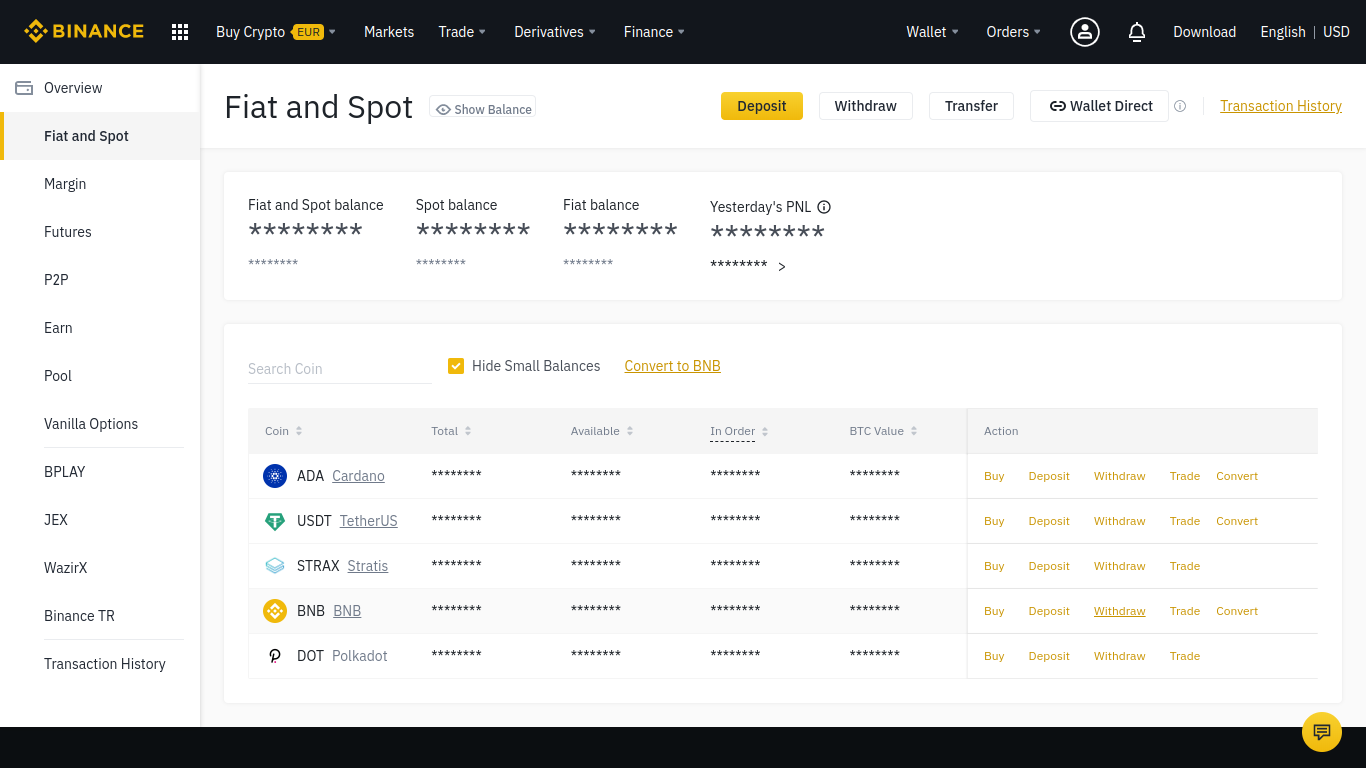 BINANCE Buy Crypto EUR Markets Trade Derivatives Finance Wallet Orders Download English | USD
Overview
Fiat and Spot
Margin
Futures
P2P
Earn
Pool
Vanilla Options
BPLAY
JEX
WazirX
Binance TR
Transaction History
Fiat and Spot Show Balance Deposit Withdraw Transfer Wallet Direct Transaction History
Fiat and Spot balance Spot balance Fiat balance Yesterday's PNL
******** ******** ******** ********
******** ******** ******** ******** >
Search Coin Hide Small Balances Convert to BNB
Coin Total Available In Order BTC Value Action
ADA Cardano ******** ******** ******** ******** Buy Deposit Withdraw Trade Convert
USDT TetherUS ******** ******** ******** ******** Buy Deposit Withdraw Trade Convert
STRAX Stratis ******** ******** ******** ******** Buy Deposit Withdraw Trade
BNB BNB ******** ******** ******** ******** Buy Deposit Withdraw Trade Convert
DOT Polkadot ******** ******** ******** ******** Buy Deposit Withdraw Trade